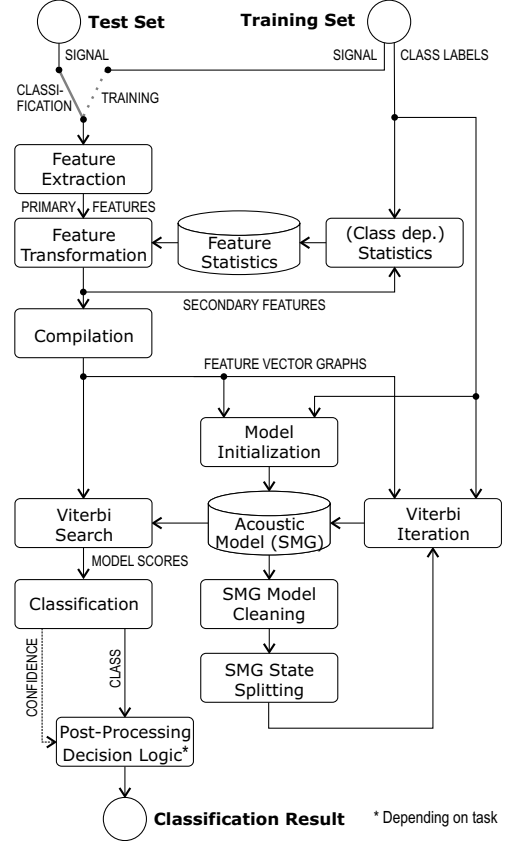 Test Set
Training Set
SIGNAL
SIGNAL
CLASS LABELS
CLASSI-
FICATION
TRAINING
Feature
Extraction
PRIMARY FEATURES
Feature
Transformation
Feature
Statistics
(Class dep.)
Statistics
SECONDARY FEATURES
Compilation
FEATURE VECTOR GRAPHS
Model
Initialization
Viterbi
Search
Acoustic
Model (SMG)
Viterbi
Iteration
MODEL SCORES
Classification
SMG Model
Cleaning
CONFIDENCE
CLASS
SMG State
Splitting
Post-Processing
Decision Logic*
Classification Result
* Depending on task